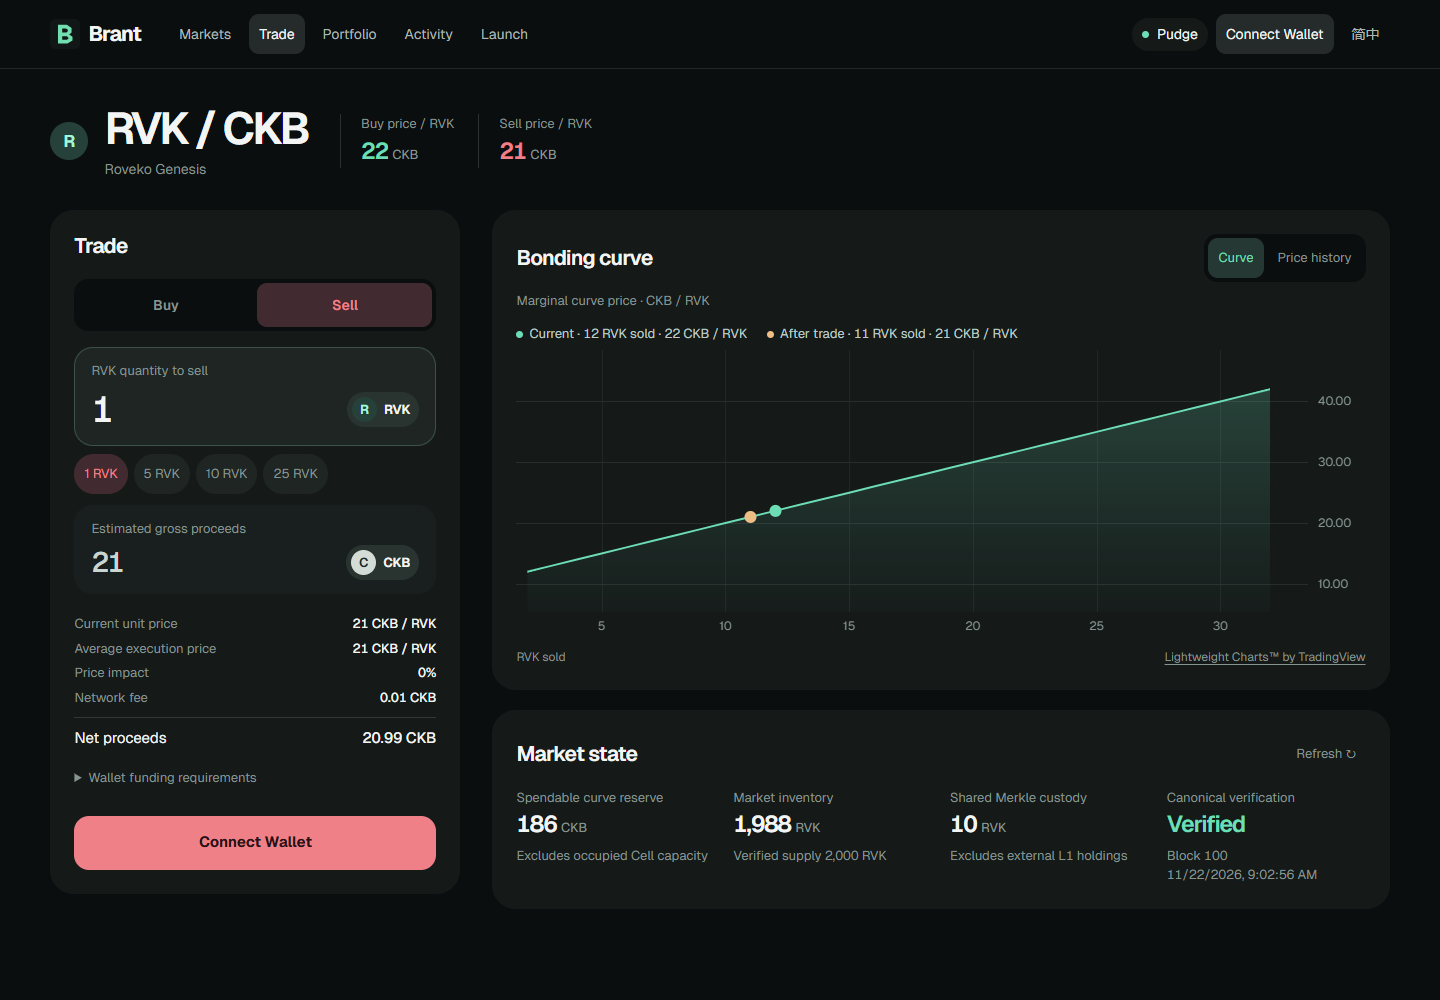 B Brant
Markets
Trade
Portfolio
Activity
Launch
Pudge
Connect Wallet
简中
R
RVK / CKB
Roveko Genesis
Buy price / RVK
22 CKB
Sell price / RVK
21 CKB
Trade
Buy
Sell
RVK quantity to sell
1
R RVK
1 RVK
5 RVK
10 RVK
25 RVK
Estimated gross proceeds
21
C CKB
Current unit price 21 CKB / RVK
Average execution price 21 CKB / RVK
Price impact 0%
Network fee 0.01 CKB
Net proceeds 20.99 CKB
▶ Wallet funding requirements
Connect Wallet
Bonding curve
Curve
Price history
Marginal curve price · CKB / RVK
Current · 12 RVK sold · 22 CKB / RVK
After trade · 11 RVK sold · 21 CKB / RVK
40.00
30.00
20.00
10.00
5 10 15 20 25 30
RVK sold
Lightweight Charts™ by TradingView
Market state
Refresh ↻
Spendable curve reserve
186 CKB
Excludes occupied Cell capacity
Market inventory
1,988 RVK
Verified supply 2,000 RVK
Shared Merkle custody
10 RVK
Excludes external L1 holdings
Canonical verification
Verified
Block 100
11/22/2026, 9:02:56 AM